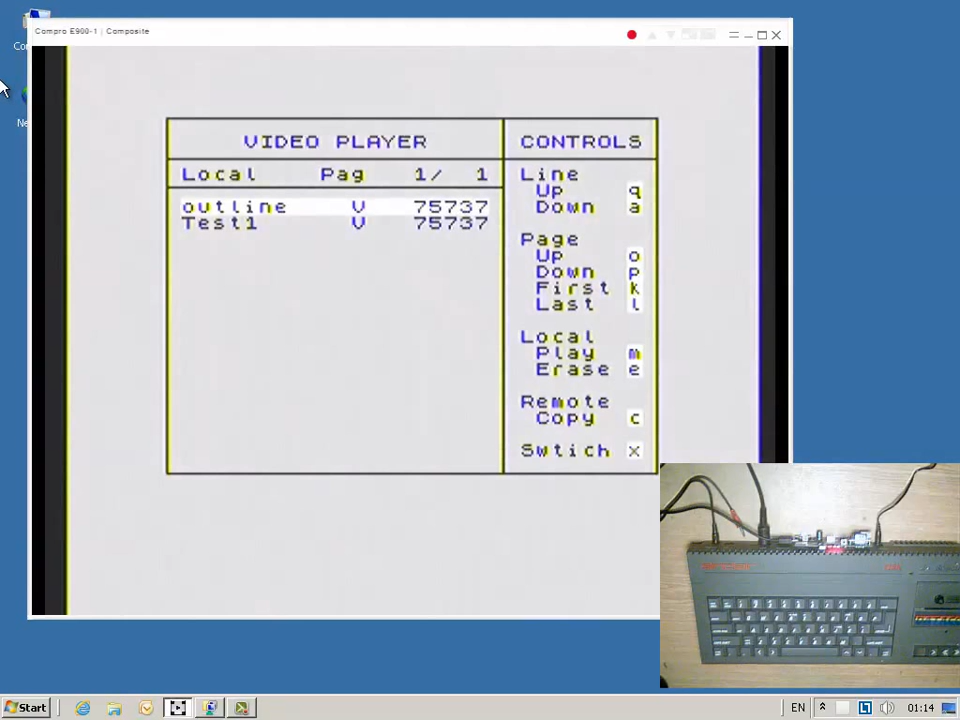 Compro E900-1 | Composite
VIDEO PLAYER
Local Pag 1/ 1
outline V 75737
Test1 V 75737
CONTROLS
Line
Up q
Down a
Page
Up o
Down p
First k
Last l
Local
Play m
Erase e
Remote
Copy c
Swtich x
Start
EN
01:14